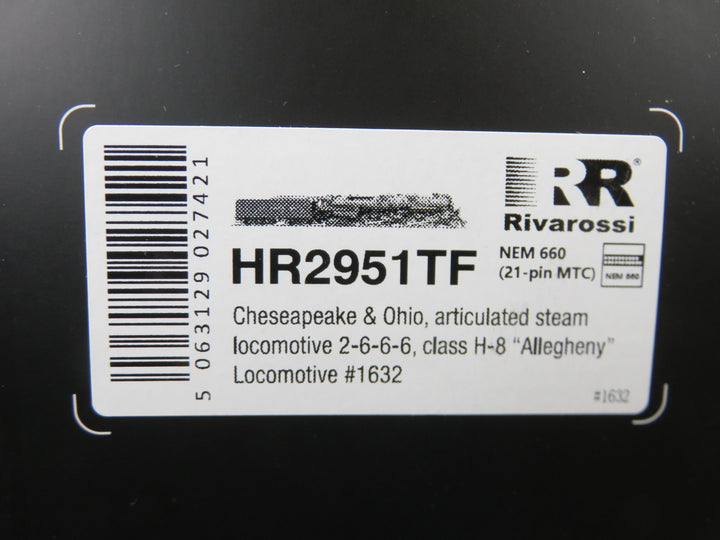 RR®
Rivarossi
HR2951TF
NEM 660
(21-pin MTC)
NEM 660
Cheseapeake & Ohio, articulated steam
locomotive 2-6-6-6, class H-8 “Allegheny”
Locomotive #1632
#1632
5 063129 027421